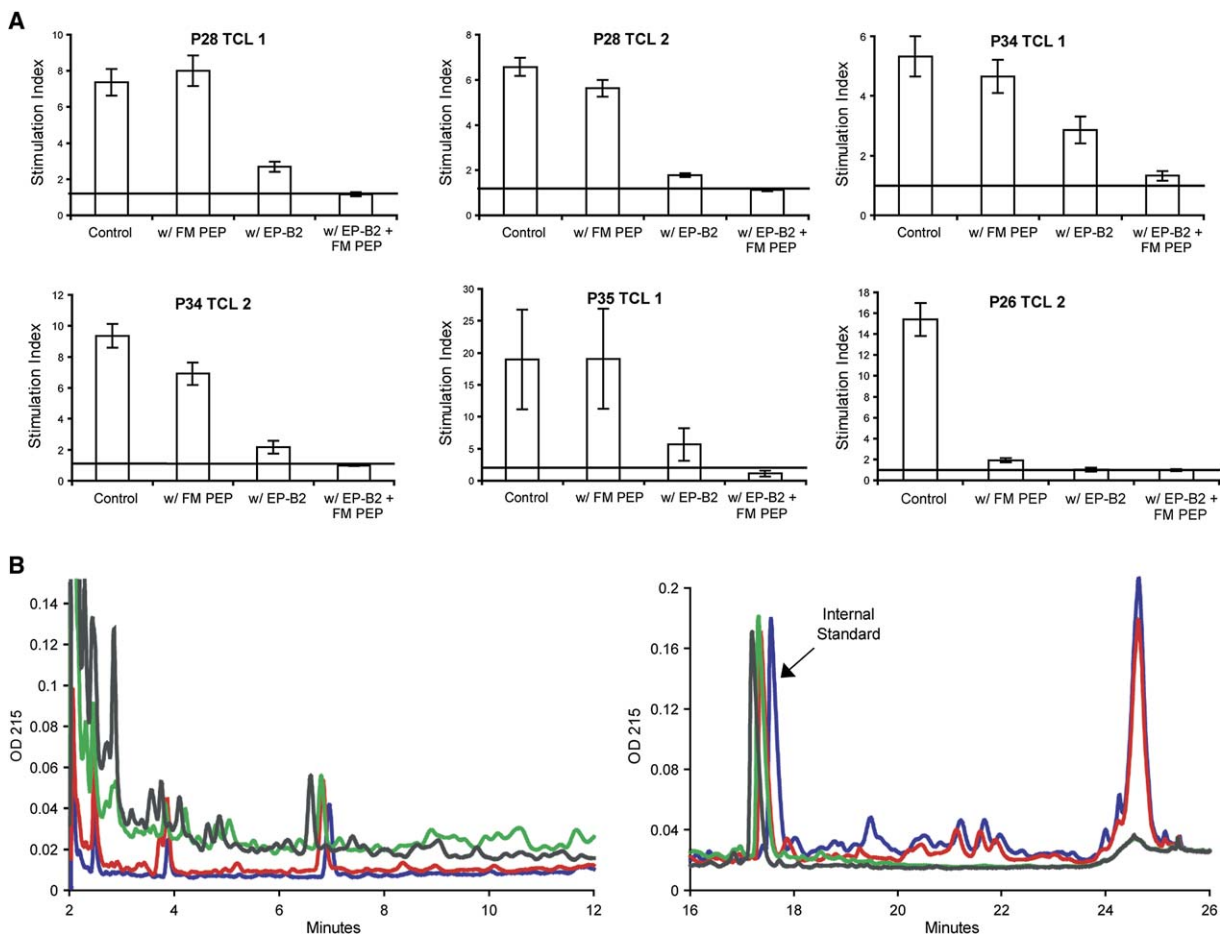 A
P28 TCL 1
Stimulation Index
10
8
6
4
2
0
Control
w/ FM PEP
w/ EP-B2
w/ EP-B2 +
FM PEP
P28 TCL 2
Stimulation Index
8
6
4
2
0
Control
w/ FM PEP
w/ EP-B2
w/ EP-B2 +
FM PEP
P34 TCL 1
Stimulation Index
6
4
2
0
Control
w/ FM PEP
w/ EP-B2
w/ EP-B2 +
FM PEP
P34 TCL 2
Stimulation Index
12
10
8
6
4
2
0
Control
w/ FM PEP
w/ EP-B2
w/ EP-B2 +
FM PEP
P35 TCL 1
Stimulation Index
30
25
20
15
10
5
0
Control
w/ FM PEP
w/ EP-B2
w/ EP-B2 +
FM PEP
P26 TCL 2
Stimulation Index
18
16
14
12
10
8
6
4
2
0
Control
w/ FM PEP
w/ EP-B2
w/ EP-B2 +
FM PEP
B
OD 215
0.14
0.12
0.1
0.08
0.06
0.04
0.02
0
2
4
6
8
10
12
Minutes
OD 215
0.2
0.16
0.12
0.08
0.04
0
Internal
Standard
16
18
20
22
24
26
Minutes